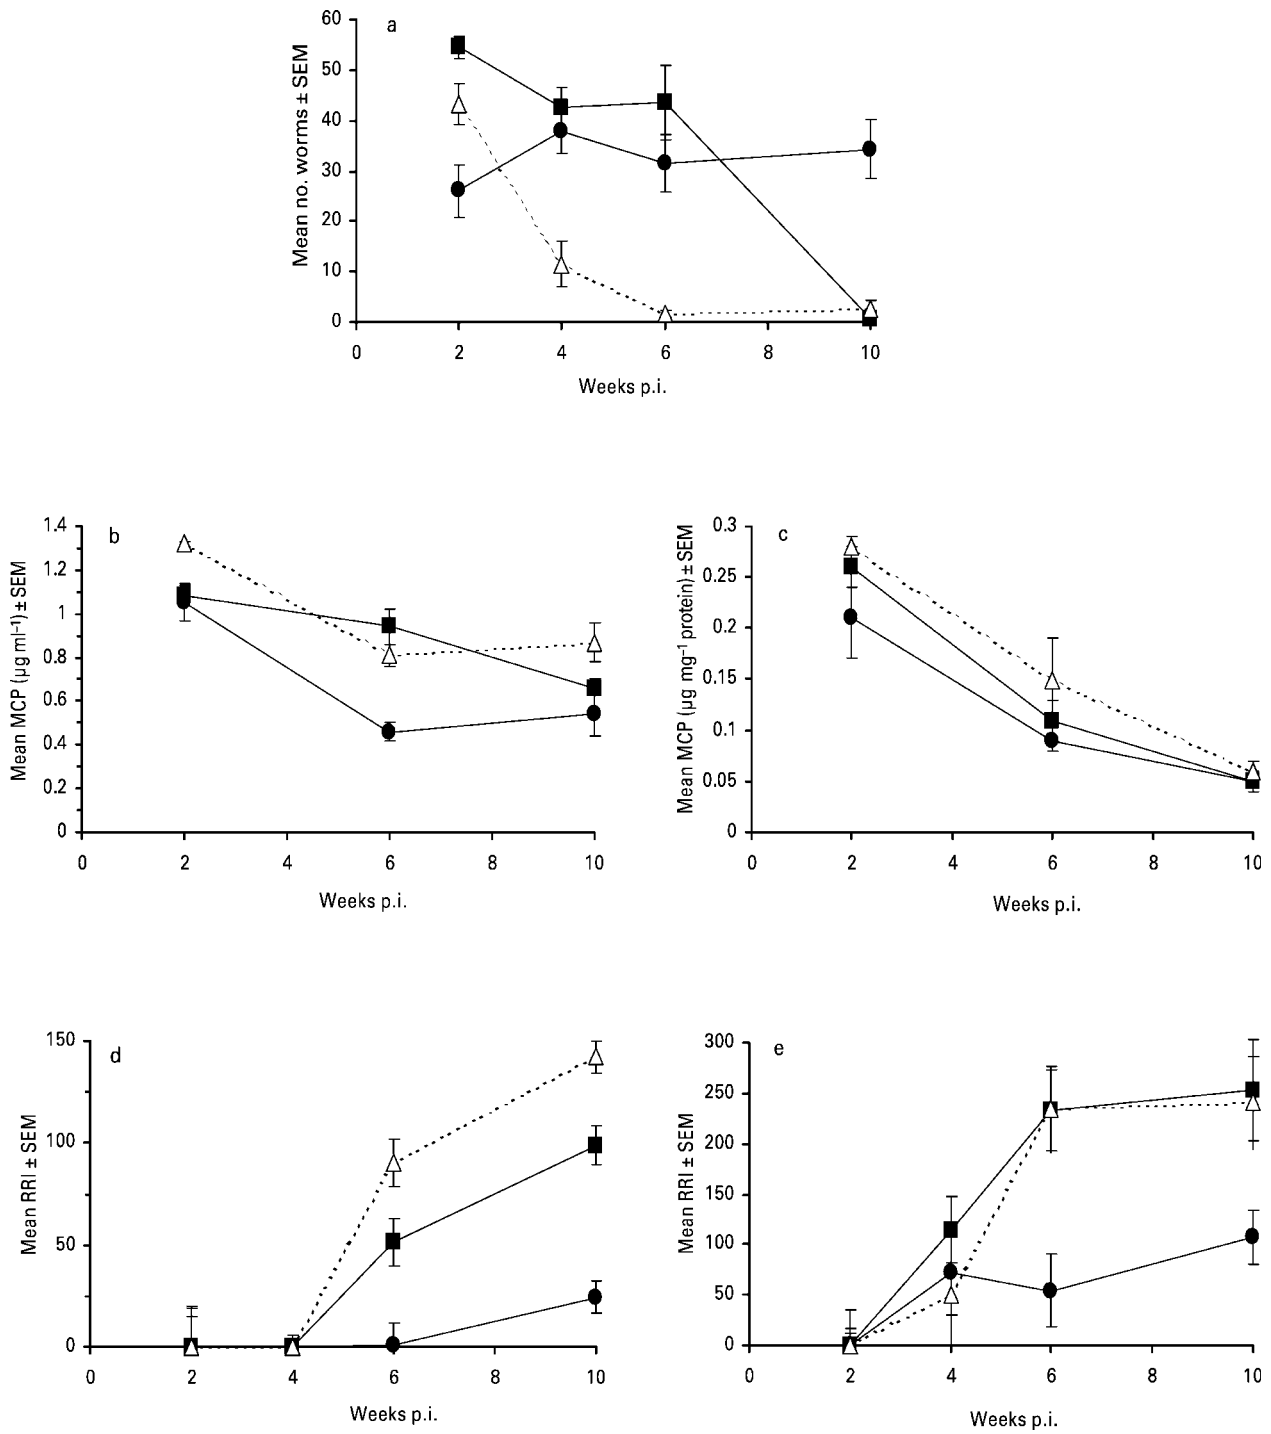 a
Mean no. worms ± SEM
60
50
40
30
20
10
0
0 2 4 6 8 10
Weeks p.i.
b
Mean MCP (µg ml⁻¹) ± SEM
1.4
1.2
1
0.8
0.6
0.4
0.2
0
0 2 4 6 8 10
Weeks p.i.
c
Mean MCP (µg mg⁻¹ protein) ± SEM
0.3
0.25
0.2
0.15
0.1
0.05
0
0 2 4 6 8 10
Weeks p.i.
d
Mean RRI ± SEM
150
100
50
0
0 2 4 6 8 10
Weeks p.i.
e
Mean RRI ± SEM
300
250
200
150
100
50
0
0 2 4 6 8 10
Weeks p.i.